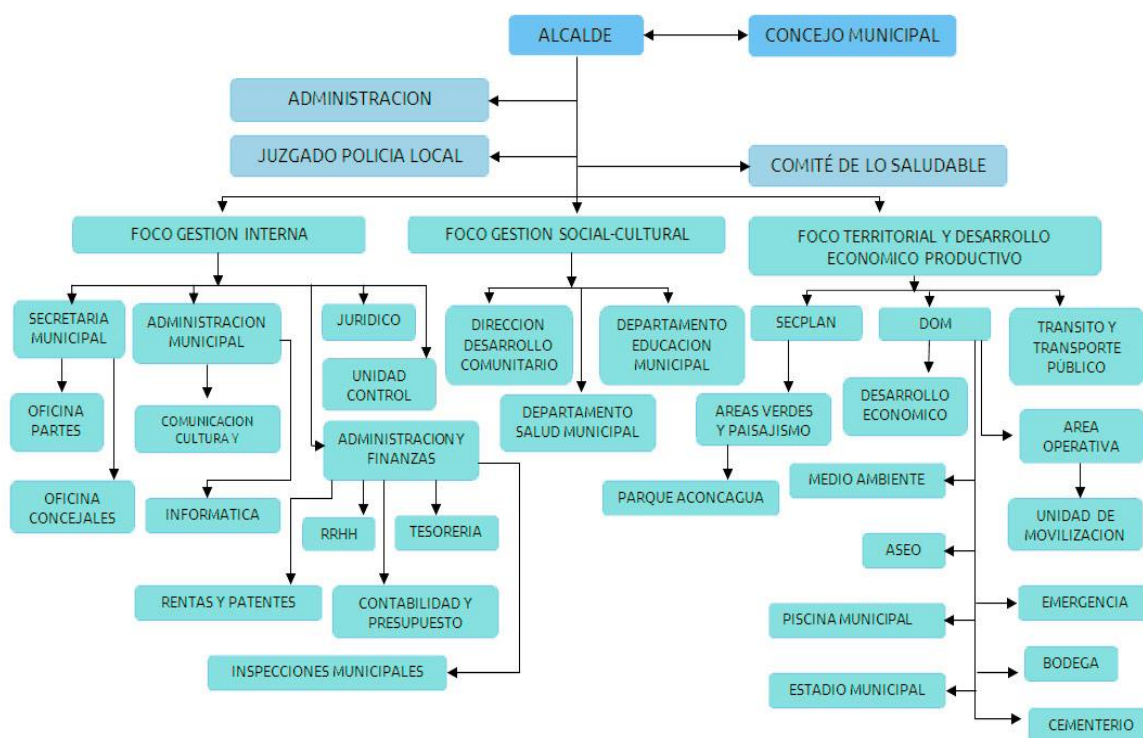 ALCALDE
CONCEJO MUNICIPAL
ADMINISTRACION
JUZGADO POLICIA LOCAL
COMITÉ DE LO SALUDABLE
FOCO GESTION INTERNA
FOCO GESTION SOCIAL-CULTURAL
FOCO TERRITORIAL Y DESARROLLO
ECONOMICO PRODUCTIVO
SECRETARIA
MUNICIPAL
ADMINISTRACION
MUNICIPAL
JURIDICO
UNIDAD
CONTROL
OFICINA
PARTES
COMUNICACION
CULTURA Y
ADMINISTRACION Y
FINANZAS
OFICINA
CONCEJALES
INFORMATICA
RRHH
TESORERIA
RENTAS Y PATENTES
CONTABILIDAD Y
PRESUPUESTO
INSPECCIONES MUNICIPALES
DIRECCION
DESARROLLO
COMUNITARIO
DEPARTAMENTO
EDUCACION
MUNICIPAL
DEPARTAMENTO
SALUD MUNICIPAL
SECPLAN
DOM
TRANSITO Y
TRANSPORTE
PÚBLICO
AREAS VERDES
Y PAISAJISMO
DESARROLLO
ECONOMICO
AREA
OPERATIVA
PARQUE ACONCAGUA
MEDIO AMBIENTE
UNIDAD DE
MOVILIZACION
ASEO
EMERGENCIA
PISCINA MUNICIPAL
BODEGA
ESTADIO MUNICIPAL
CEMENTERIO